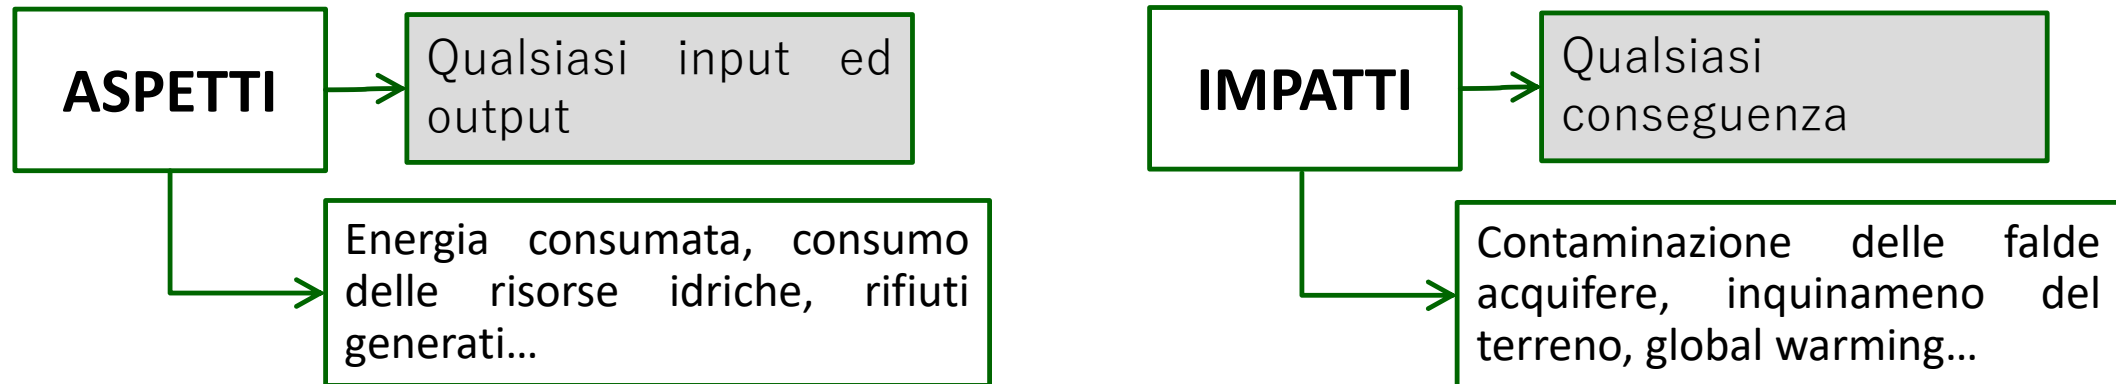 ASPETTI
Qualsiasi input ed
output
Energia consumata, consumo
delle risorse idriche, rifiuti
generati…
IMPATTI
Qualsiasi
conseguenza
Contaminazione delle falde
acquifere, inquinameno del
terreno, global warming…